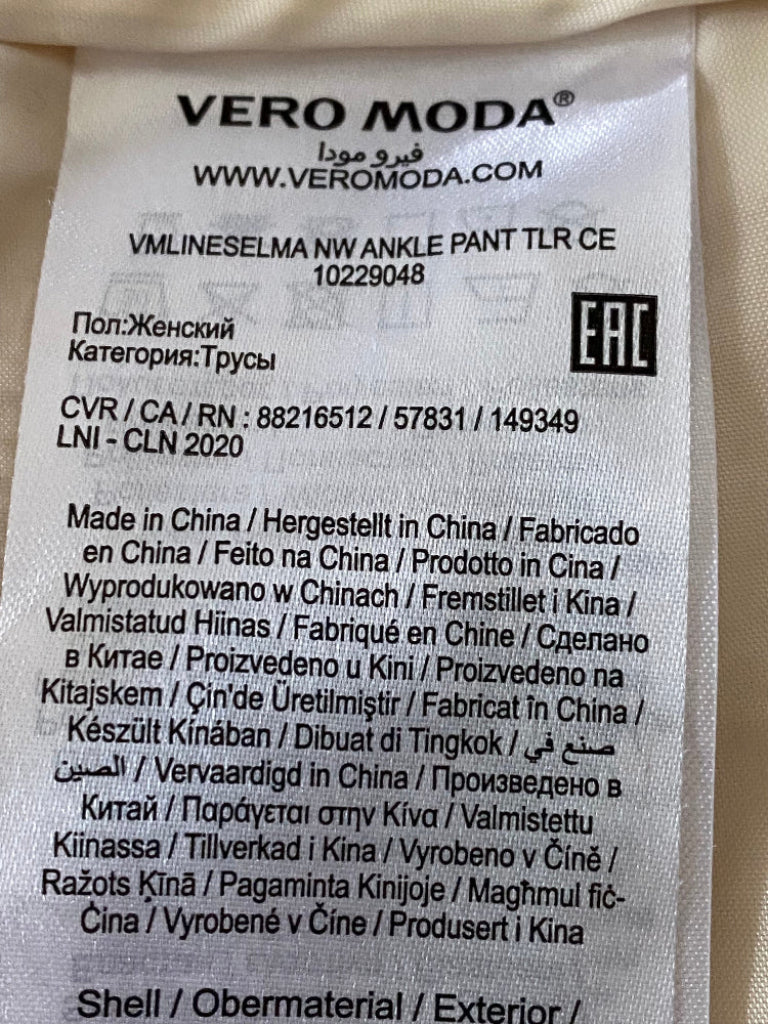 VERO MODA®
فيرو مودا
WWW.VEROMODA.COM
VMLINESELMA NW ANKLE PANT TLR CE
10229048
EAC
Пол:Женский
Категория:Трусы
CVR / CA / RN : 88216512 / 57831 / 149349
LNI - CLN 2020
Made in China / Hergestellt in China / Fabricado
en China / Feito na China / Prodotto in Cina /
Wyprodukowano w Chinach / Fremstillet i Kina /
Valmistatud Hiinas / Fabriqué en Chine / Сделано
в Китае / Proizvedeno u Kini / Proizvedeno na
Kitajskem / Çin'de Üretilmiştir / Fabricat în China /
Készült Kínában / Dibuat di Tingkok / صنع في
الصين / Vervaardigd in China / Произведено в
Китай / Παράγεται στην Κίνα / Valmistettu
Kiinassa / Tillverkad i Kina / Vyrobeno v Číně /
Ražots Ķīnā / Pagaminta Kinijoje / Magħmul fiċ-
Ċina / Vyrobené v Číne / Produsert i Kina
Shell / Obermaterial / Exterior /